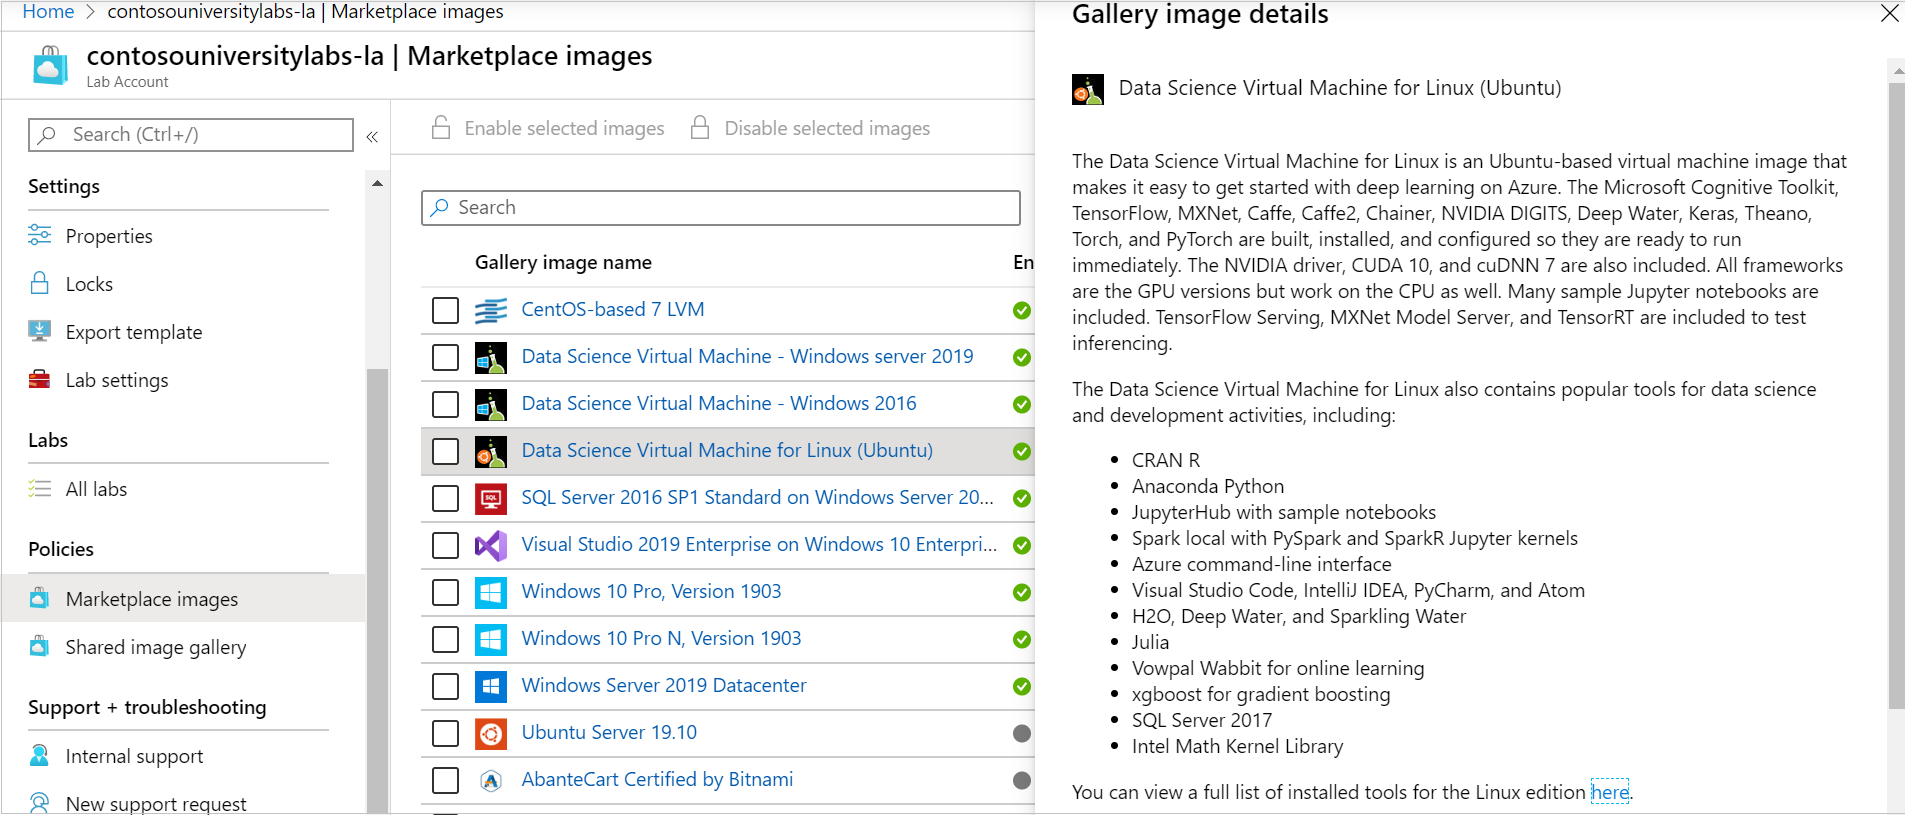 Home > contosouniversitylabs-la | Marketplace images
contosouniversitylabs-la | Marketplace images
Lab Account
Search (Ctrl+/)
«
Settings
Properties
Locks
Export template
Lab settings
Labs
All labs
Policies
Marketplace images
Shared image gallery
Support + troubleshooting
Internal support
New support request
Enable selected images
Disable selected images
Search
Gallery image name
En
CentOS-based 7 LVM
Data Science Virtual Machine - Windows server 2019
Data Science Virtual Machine - Windows 2016
Data Science Virtual Machine for Linux (Ubuntu)
SQL
SQL Server 2016 SP1 Standard on Windows Server 20...
Visual Studio 2019 Enterprise on Windows 10 Enterpri...
Windows 10 Pro, Version 1903
Windows 10 Pro N, Version 1903
Windows Server 2019 Datacenter
Ubuntu Server 19.10
AbanteCart Certified by Bitnami
Gallery image details
Data Science Virtual Machine for Linux (Ubuntu)
The Data Science Virtual Machine for Linux is an Ubuntu-based virtual machine image that
makes it easy to get started with deep learning on Azure. The Microsoft Cognitive Toolkit,
TensorFlow, MXNet, Caffe, Caffe2, Chainer, NVIDIA DIGITS, Deep Water, Keras, Theano,
Torch, and PyTorch are built, installed, and configured so they are ready to run
immediately. The NVIDIA driver, CUDA 10, and cuDNN 7 are also included. All frameworks
are the GPU versions but work on the CPU as well. Many sample Jupyter notebooks are
included. TensorFlow Serving, MXNet Model Server, and TensorRT are included to test
inferencing.
The Data Science Virtual Machine for Linux also contains popular tools for data science
and development activities, including:
• CRAN R
• Anaconda Python
• JupyterHub with sample notebooks
• Spark local with PySpark and SparkR Jupyter kernels
• Azure command-line interface
• Visual Studio Code, IntelliJ IDEA, PyCharm, and Atom
• H2O, Deep Water, and Sparkling Water
• Julia
• Vowpal Wabbit for online learning
• xgboost for gradient boosting
• SQL Server 2017
• Intel Math Kernel Library
You can view a full list of installed tools for the Linux edition here.